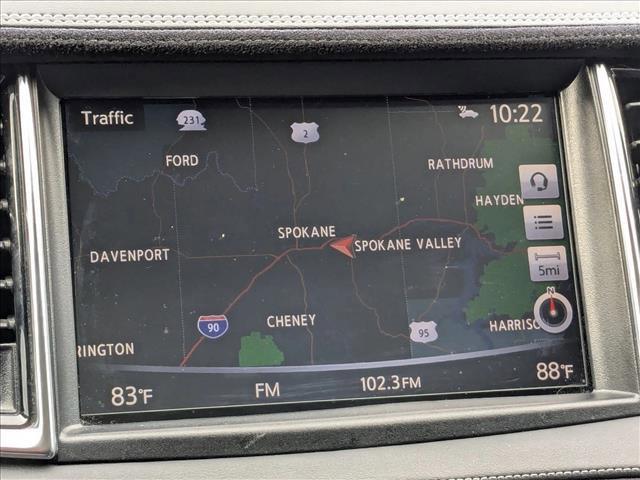 Traffic
10:22
231
2
FORD
RATHDRUM
HAYDEN
SPOKANE
SPOKANE VALLEY
DAVENPORT
5mi
N
90
CHENEY
95
HARRISO
RINGTON
83°F
FM
102.3FM
88°F